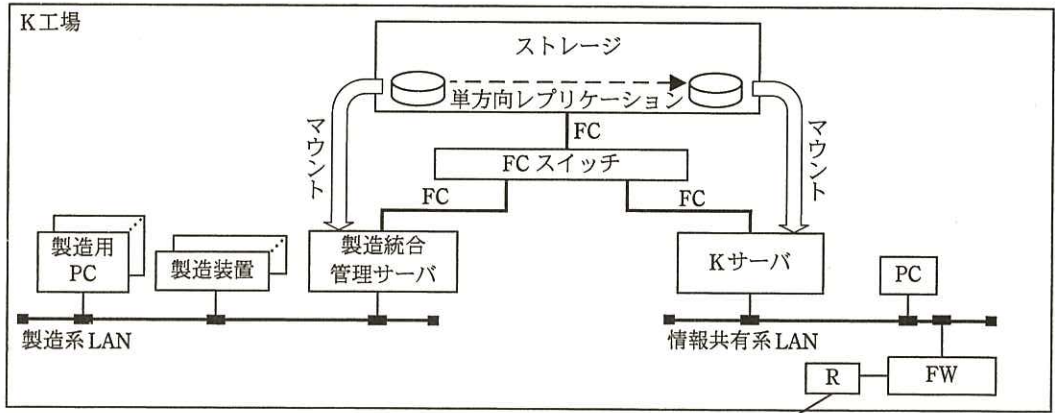 K工場
ストレージ
単方向レプリケーション
マウント
マウント
FC
FCスイッチ
FC
FC
製造用
PC
製造装置
製造統合
管理サーバ
Kサーバ
PC
製造系LAN
情報共有系LAN
R
FW